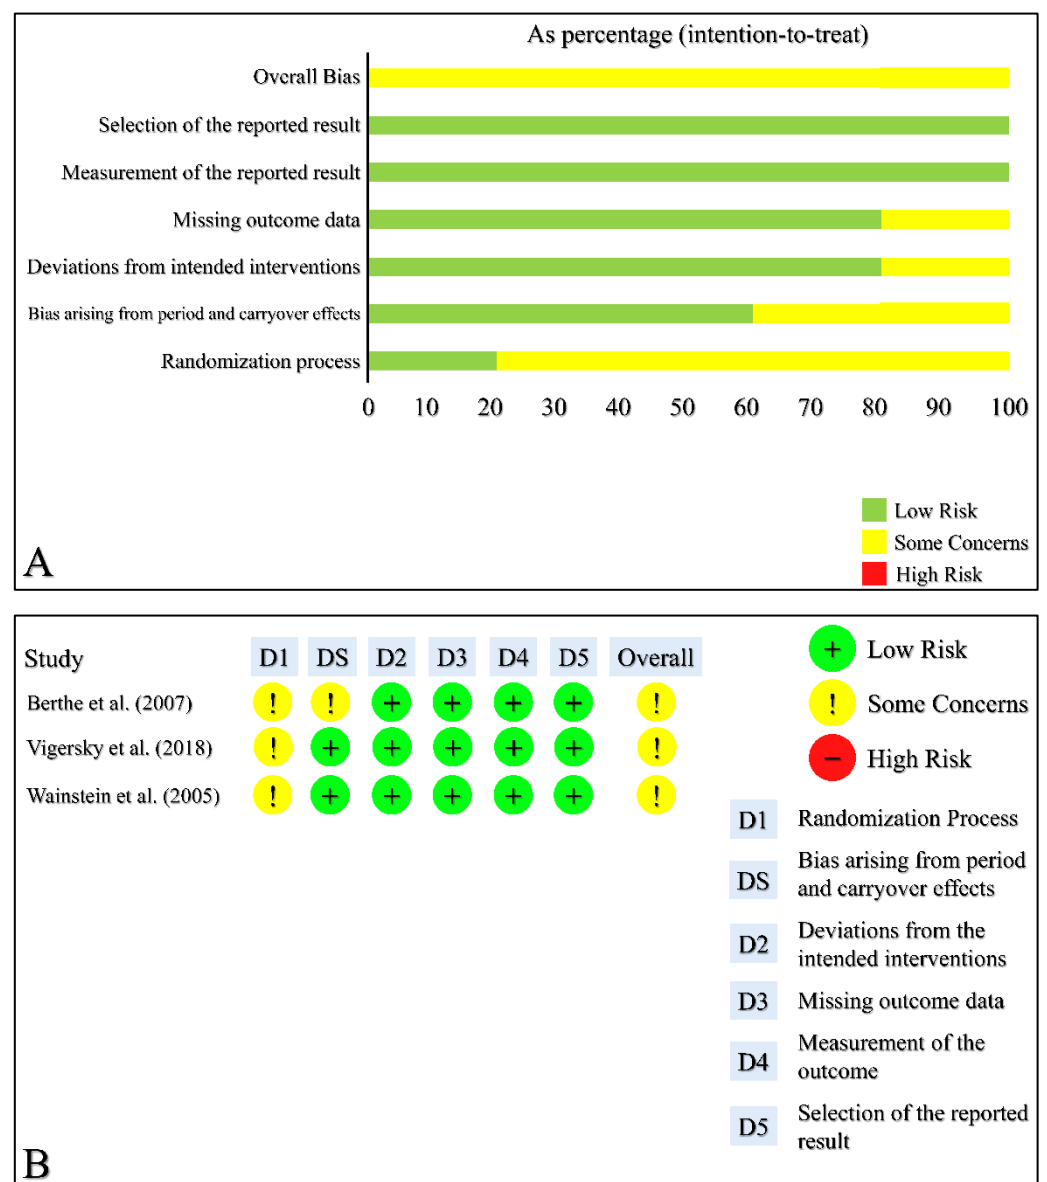 As percentage (intention-to-treat)
Overall Bias
Selection of the reported result
Measurement of the reported result
Missing outcome data
Deviations from intended interventions
Bias arising from period and carryover effects
Randomization process
0 10 20 30 40 50 60 70 80 90 100
Low Risk
Some Concerns
High Risk
A
Study D1 DS D2 D3 D4 D5 Overall
Berthe et al. (2007) ! ! + + + + !
Vigersky et al. (2018) ! + + + + + !
Wainstein et al. (2005) ! + + + + + !
+ Low Risk
! Some Concerns
− High Risk
D1 Randomization Process
DS Bias arising from period
and carryover effects
D2 Deviations from the
intended interventions
D3 Missing outcome data
D4 Measurement of the
outcome
D5 Selection of the reported
result
B